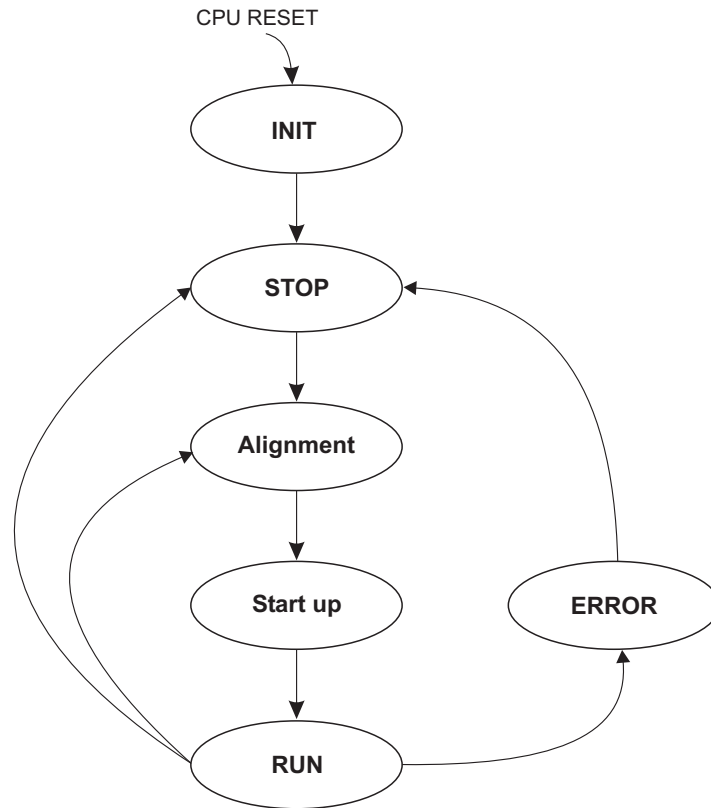 CPU RESET
INIT
STOP
Alignment
Start up
ERROR
RUN